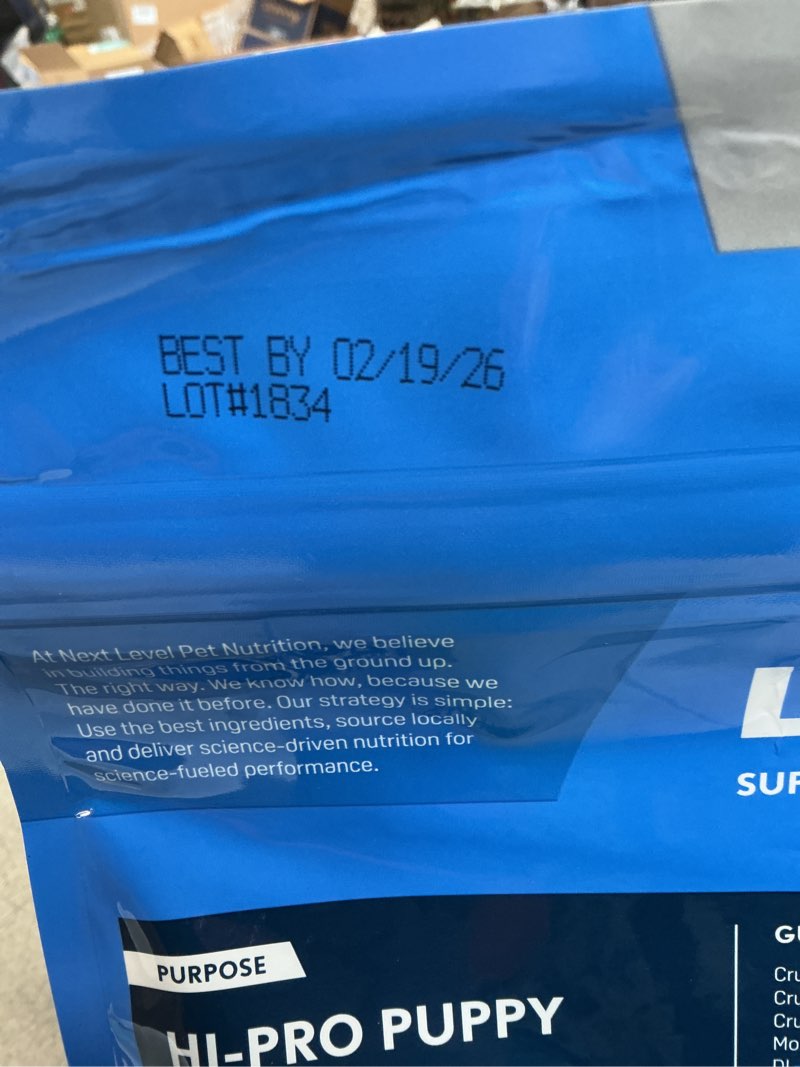 BEST BY 02/19/26
LOT#1834
At Next Level Pet Nutrition, we believe
in building things from the ground up.
The right way. We know how, because we
have done it before. Our strategy is simple:
Use the best ingredients, source locally
and deliver science-driven nutrition for
science-fueled performance.
PURPOSE
HI-PRO PUPPY